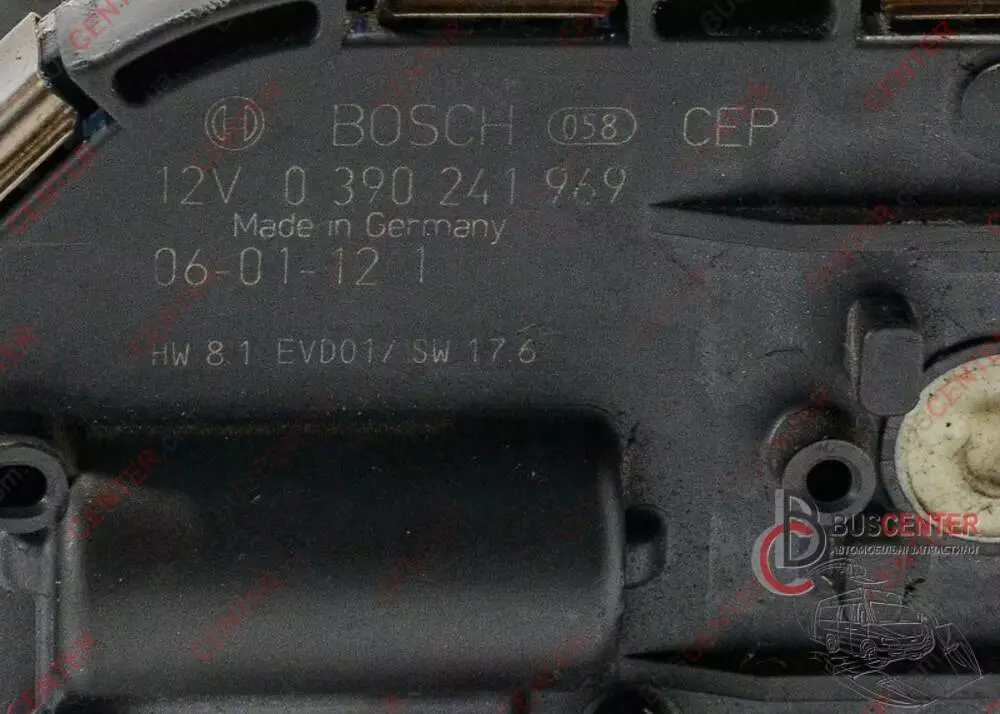 BOSCH 058 CEP
12V 0 390 241 969
Made in Germany
06-01-12 1
HW 8.1 EVD01/ SW 17.6
BUSCENTER
АВТОМОБІЛЬНІ ЗАПЧАСТИНИ